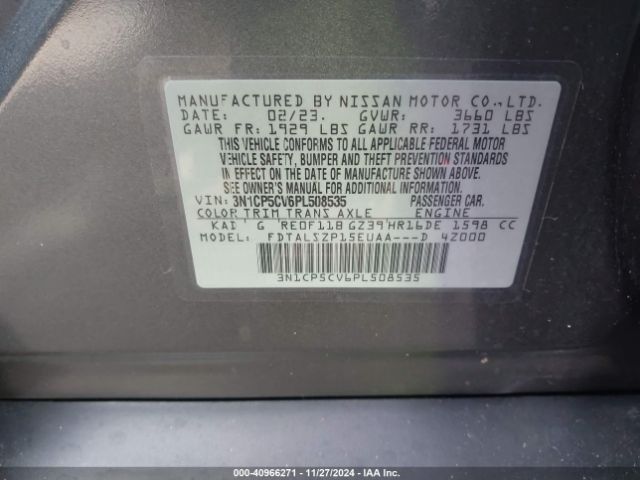 MANUFACTURED BY NISSAN MOTOR CO.,LTD.
DATE: 02/23. GVWR: 3660 LBS
GAWR FR: 1929 LBS GAWR RR: 1731 LBS
THIS VEHICLE CONFORMS TO ALL APPLICABLE FEDERAL MOTOR
VEHICLE SAFETY, BUMPER AND THEFT PREVENTION STANDARDS
IN EFFECT ON THE DATE OF MANUFACTURE SHOWN ABOVE.
SEE OWNER'S MANUAL FOR ADDITIONAL INFORMATION.
VIN: 3N1CP5CV6PL508535 PASSENGER CAR.
COLOR TRIM TRANS AXLE ENGINE
KAD G RE0F11B GZ39 HR16DE 1598 CC
MODEL: FDTALSZP15EUAA---D 42000
3N1CP5CV6PL508535
000-40966271 - 11/27/2024 - IAA Inc.